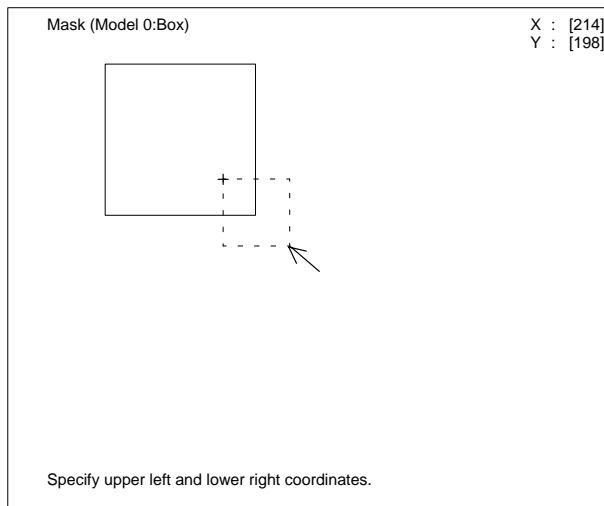 Mask (Model 0:Box)
X : [214]
Y : [198]
Specify upper left and lower right coordinates.